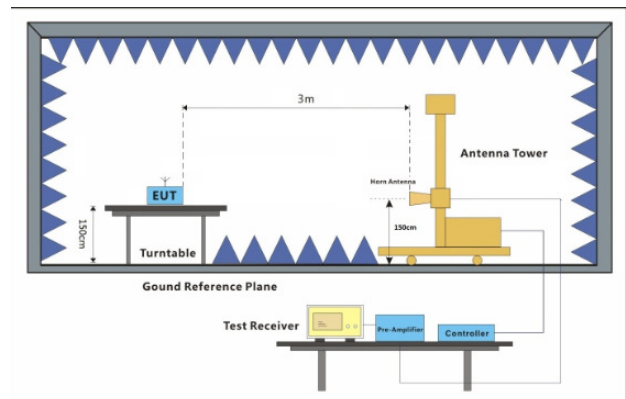 3m
Antenna Tower
Horn Antenna
EUT
150cm
150cm
Turntable
Gound Reference Plane
Test Receiver
Pre-Amplifier
Controller